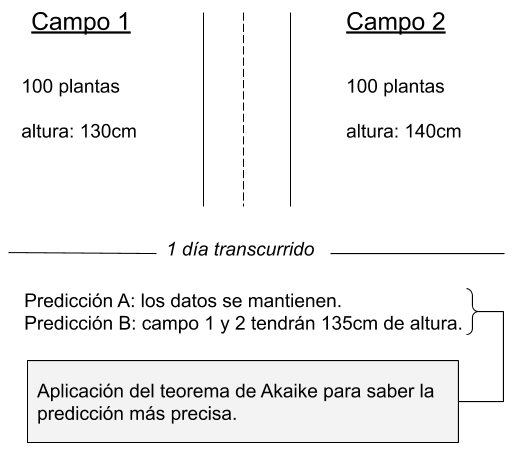 Campo 1
Campo 2
100 plantas
100 plantas
altura: 130cm
altura: 140cm
1 día transcurrido
Predicción A: los datos se mantienen.
Predicción B: campo 1 y 2 tendrán 135cm de altura.
Aplicación del teorema de Akaike para saber la
predicción más precisa.